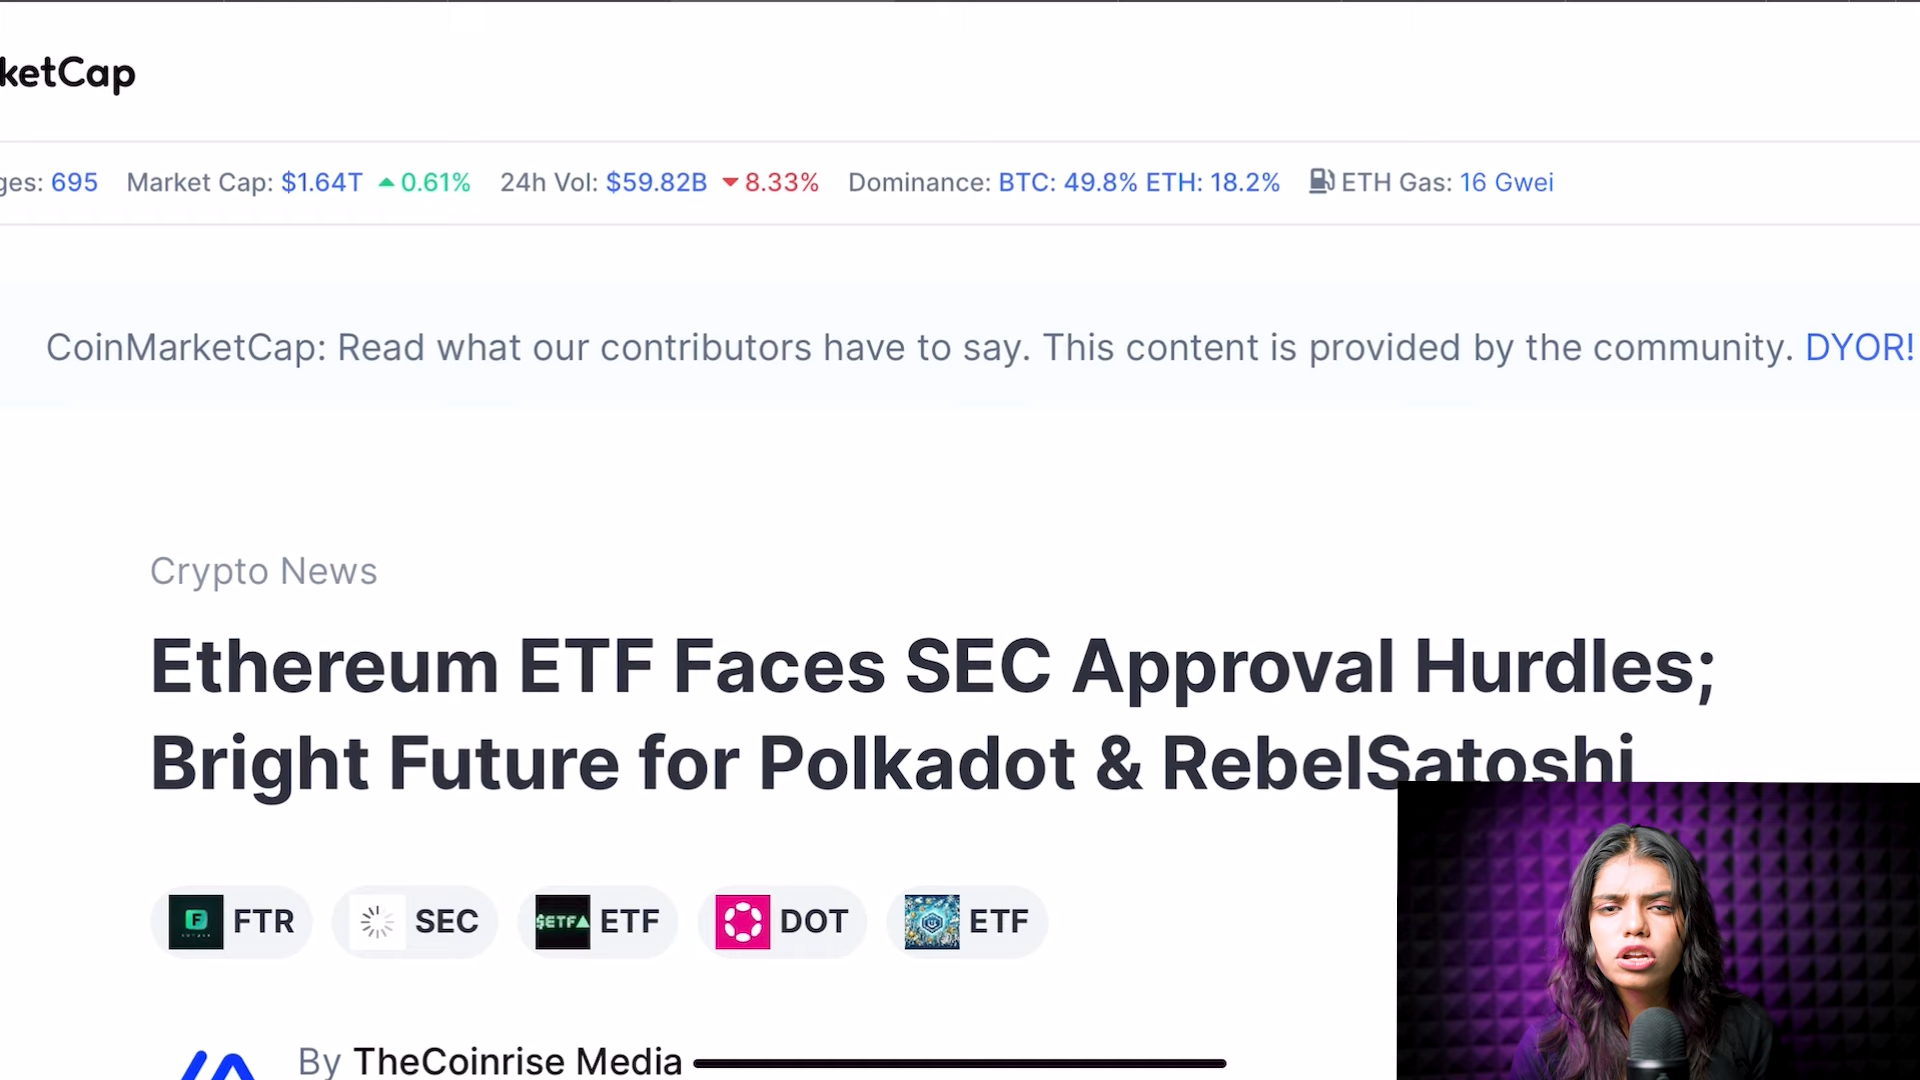 ketCap
ges: 695 Market Cap: $1.64T 0.61% 24h Vol: $59.82B 8.33% Dominance: BTC: 49.8% ETH: 18.2% ETH Gas: 16 Gwei
CoinMarketCap: Read what our contributors have to say. This content is provided by the community. DYOR!
Crypto News
Ethereum ETF Faces SEC Approval Hurdles;
Bright Future for Polkadot & RebelSatoshi
FTR SEC $ETF ETF DOT ETF
By TheCoinrise Media